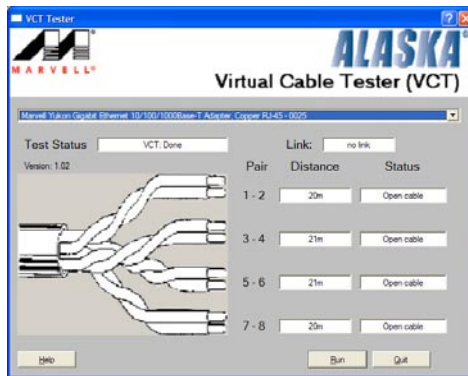 VCT Tester
MARVELL®
ALASKA®
Virtual Cable Tester (VCT)
Marvell Yukon Gigabit Ethernet 10/100/1000Base-T Adapter, Copper RJ-45 - 0025
Test Status VCT: Done Link: no link
Version: 1.02
Pair Distance Status
1 - 2 20m Open cable
3 - 4 21m Open cable
5 - 6 21m Open cable
7 - 8 20m Open cable
Help Run Quit